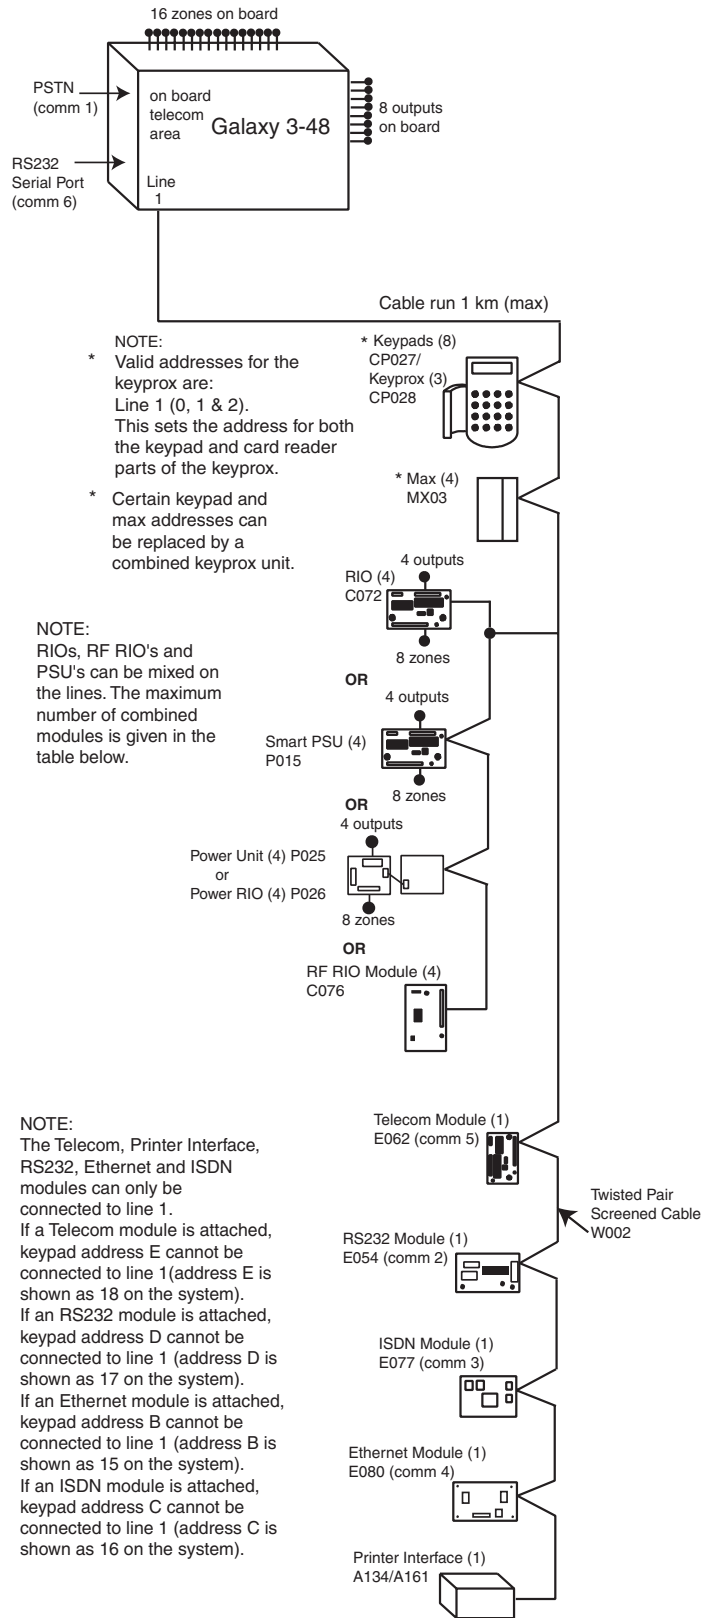 16 zones on board
PSTN
(comm 1)
on board
telecom
area
Galaxy 3-48
8 outputs
on board
RS232
Serial Port
(comm 6)
Line
1
Cable run 1 km (max)
NOTE:
* Valid addresses for the
keyprox are:
Line 1 (0, 1 & 2).
This sets the address for both
the keypad and card reader
parts of the keyprox.
* Certain keypad and
max addresses can
be replaced by a
combined keyprox unit.
* Keypads (8)
CP027/
Keyprox (3)
CP028
* Max (4)
MX03
4 outputs
RIO (4)
C072
8 zones
NOTE:
RIOs, RF RIO's and
PSU's can be mixed on
the lines. The maximum
number of combined
modules is given in the
table below.
OR
4 outputs
Smart PSU (4)
P015
8 zones
OR
4 outputs
Power Unit (4) P025
or
Power RIO (4) P026
8 zones
OR
RF RIO Module (4)
C076
NOTE:
The Telecom, Printer Interface,
RS232, Ethernet and ISDN
modules can only be
connected to line 1.
If a Telecom module is attached,
keypad address E cannot be
connected to line 1(address E is
shown as 18 on the system).
If an RS232 module is attached,
keypad address D cannot be
connected to line 1 (address D is
shown as 17 on the system).
If an Ethernet module is attached,
keypad address B cannot be
connected to line 1 (address B is
shown as 15 on the system).
If an ISDN module is attached,
keypad address C cannot be
connected to line 1 (address C is
shown as 16 on the system).
Telecom Module (1)
E062 (comm 5)
Twisted Pair
Screened Cable
W002
RS232 Module (1)
E054 (comm 2)
ISDN Module (1)
E077 (comm 3)
Ethernet Module (1)
E080 (comm 4)
Printer Interface (1)
A134/A161